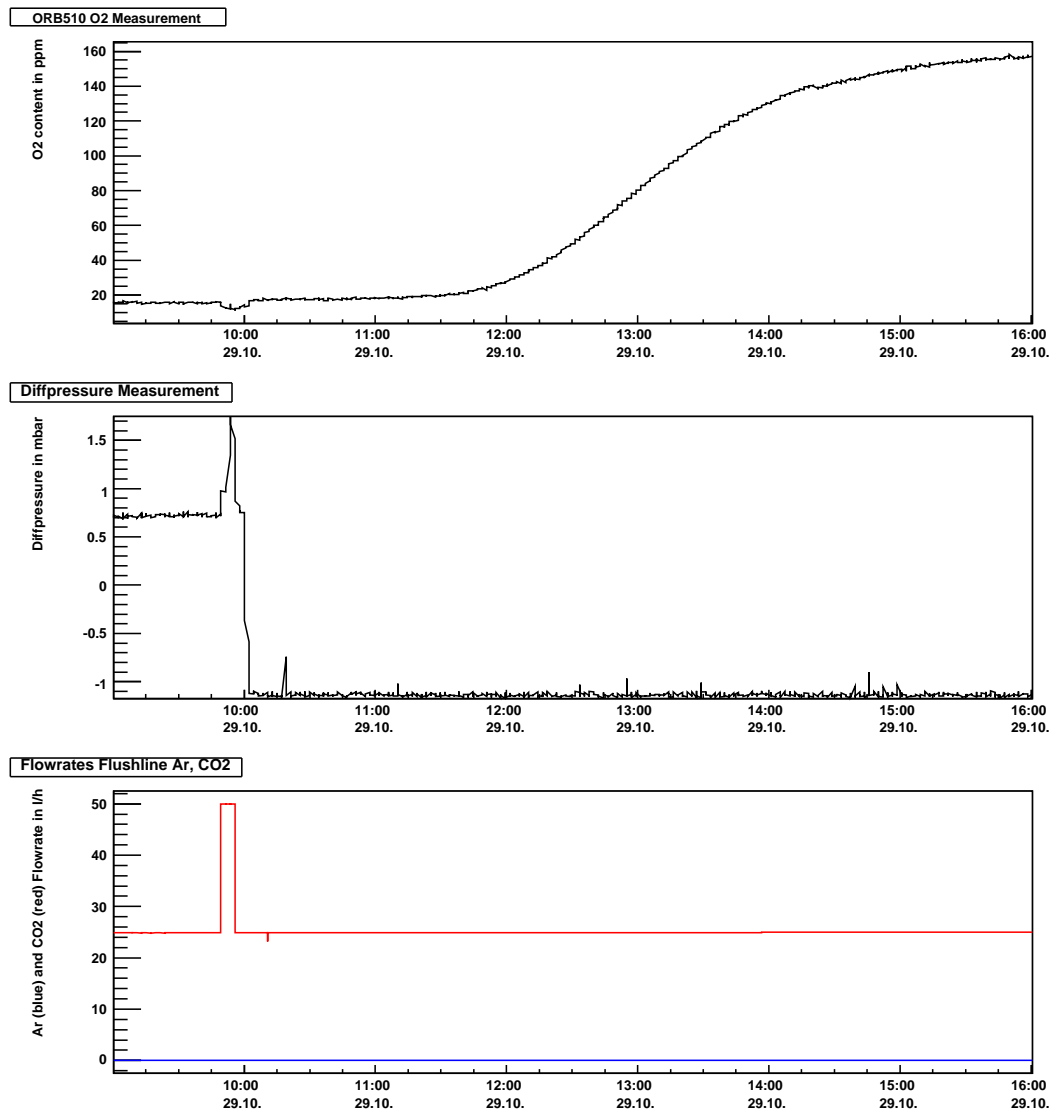 ORB510 O2 Measurement
O2 content in ppm
160
140
120
100
80
60
40
20
10:00 11:00 12:00 13:00 14:00 15:00 16:00
29.10. 29.10. 29.10. 29.10. 29.10. 29.10. 29.10.
Diffpressure Measurement
Diffpressure in mbar
1.5
1
0.5
0
-0.5
-1
10:00 11:00 12:00 13:00 14:00 15:00 16:00
29.10. 29.10. 29.10. 29.10. 29.10. 29.10. 29.10.
Flowrates Flushline Ar, CO2
Ar (blue) and CO2 (red) Flowrate in l/h
50
40
30
20
10
0
10:00 11:00 12:00 13:00 14:00 15:00 16:00
29.10. 29.10. 29.10. 29.10. 29.10. 29.10. 29.10.